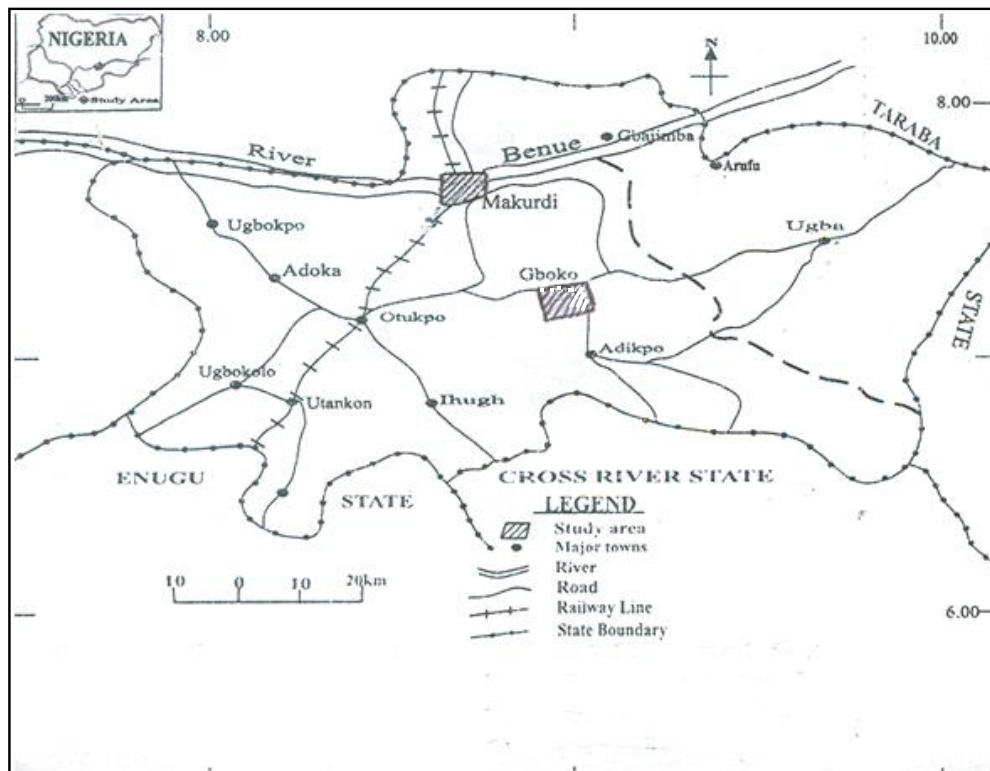 NIGERIA
0 200km
Study Area
8.00
10.00
N
8.00
TARABA
STATE
River Benue
Gbajimba
Arufu
Makurdi
Ugbokpo
Ugba
Adoka
Gboko
Otukpo
Adikpo
Ugbokolo
Utankon
Ihugh
ENUGU
STATE
CROSS RIVER STATE
LEGEND
Study area
Major towns
River
Road
Railway Line
State Boundary
10 0 10 20km
6.00